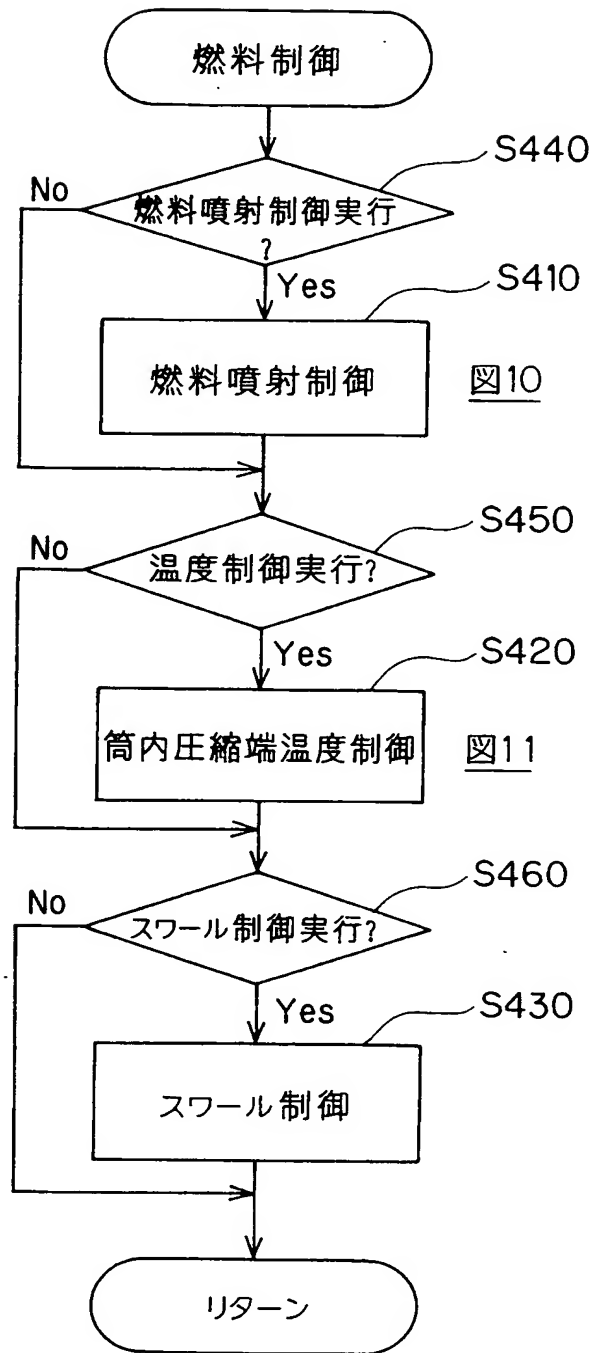 燃料制御
S440
No
燃料噴射制御実行
?
Yes
S410
燃料噴射制御
図10
S450
No
温度制御実行?
Yes
S420
筒内圧縮端温度制御
図11
S460
No
スワール制御実行?
Yes
S430
スワール制御
リターン